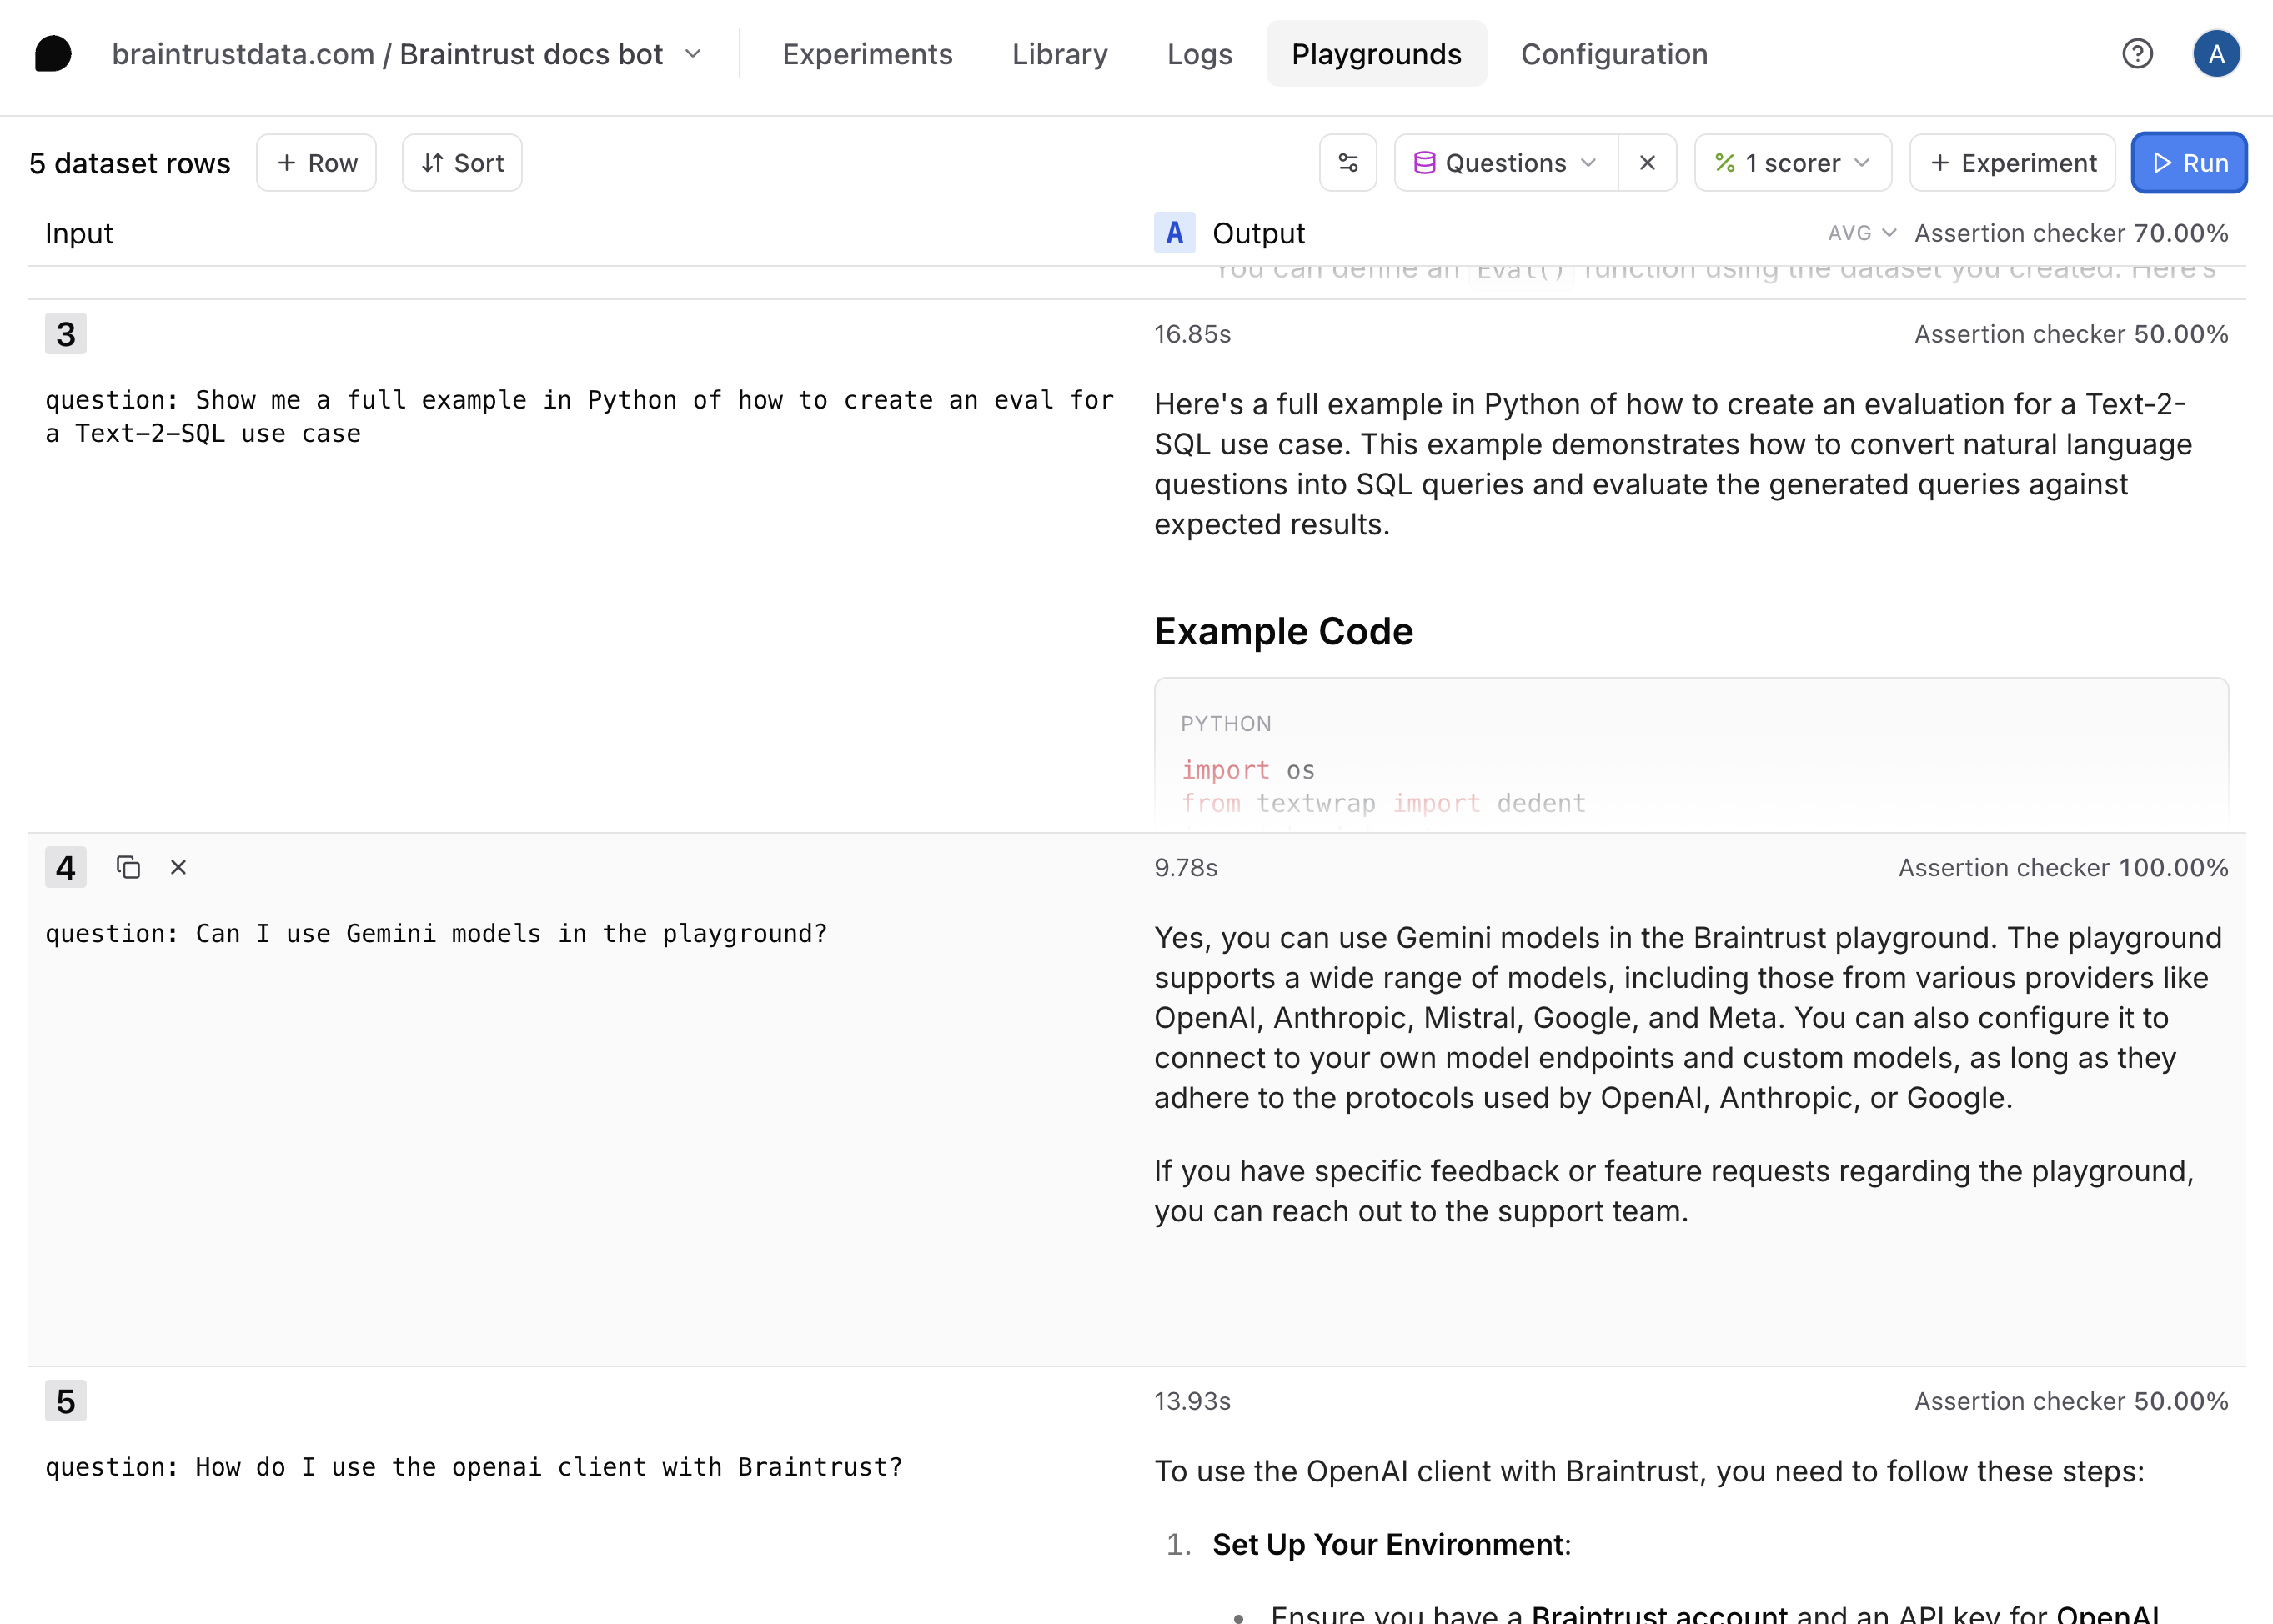 braintrustdata.com / Braintrust docs bot
Experiments
Library
Logs
Playgrounds
Configuration
A
5 dataset rows
+ Row
Sort
Questions
1 scorer
+ Experiment
Run
Input
A Output
AVG
Assertion checker 70.00%
You can define an Eval() function using the dataset you created. Here's
3
16.85s
Assertion checker 50.00%
question: Show me a full example in Python of how to create an eval for
a Text-2-SQL use case
Here's a full example in Python of how to create an evaluation for a Text-2-
SQL use case. This example demonstrates how to convert natural language
questions into SQL queries and evaluate the generated queries against
expected results.
Example Code
PYTHON
import os
from textwrap import dedent
4
9.78s
Assertion checker 100.00%
question: Can I use Gemini models in the playground?
Yes, you can use Gemini models in the Braintrust playground. The playground
supports a wide range of models, including those from various providers like
OpenAI, Anthropic, Mistral, Google, and Meta. You can also configure it to
connect to your own model endpoints and custom models, as long as they
adhere to the protocols used by OpenAI, Anthropic, or Google.
If you have specific feedback or feature requests regarding the playground,
you can reach out to the support team.
5
13.93s
Assertion checker 50.00%
question: How do I use the openai client with Braintrust?
To use the OpenAI client with Braintrust, you need to follow these steps:
1. Set Up Your Environment:
• Ensure you have a Braintrust account and an API key for OpenAI